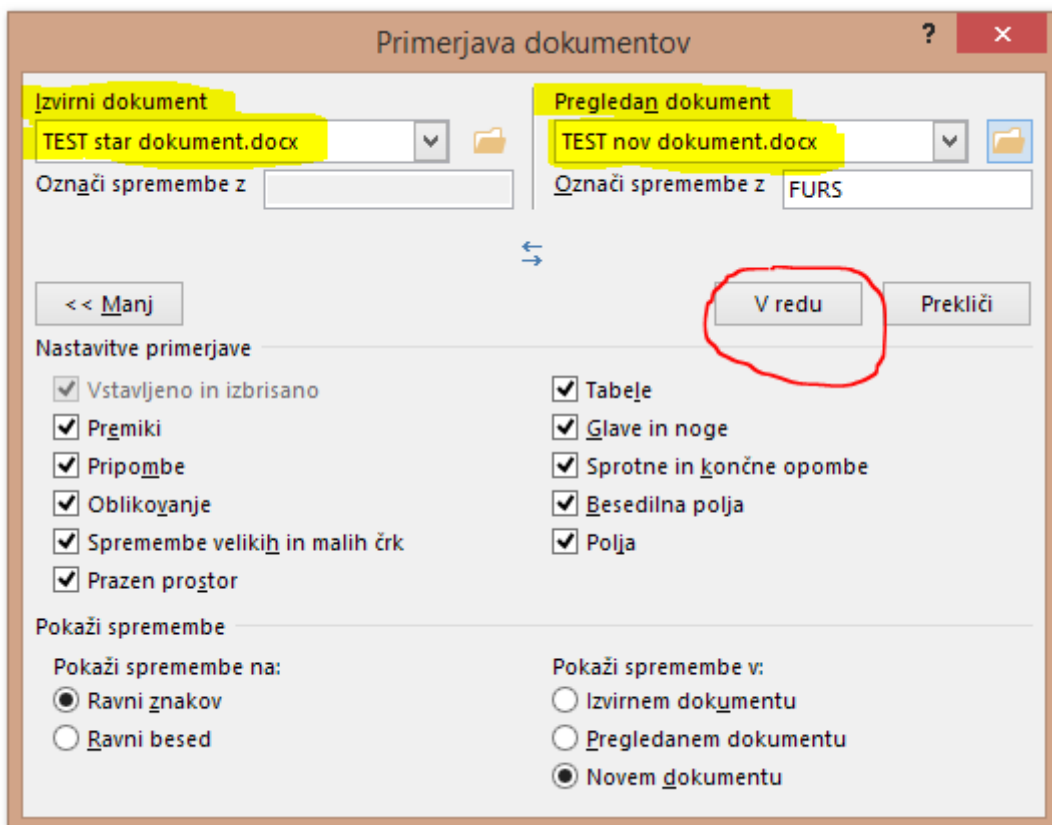 Primerjava dokumentov
?
Izvirni dokument
Pregledan dokument
TEST star dokument.docx
TEST nov dokument.docx
Označi spremembe z
Označi spremembe z FURS
<< Manj
V redu
Prekliči
Nastavitve primerjave
Vstavljeno in izbrisano
Tabele
Premiki
Glave in noge
Pripombe
Sprotne in končne opombe
Oblikovanje
Besedilna polja
Spremembe velikih in malih črk
Polja
Prazen prostor
Pokaži spremembe
Pokaži spremembe na:
Pokaži spremembe v:
Ravni znakov
Izvirnem dokumentu
Ravni besed
Pregledanem dokumentu
Novem dokumentu